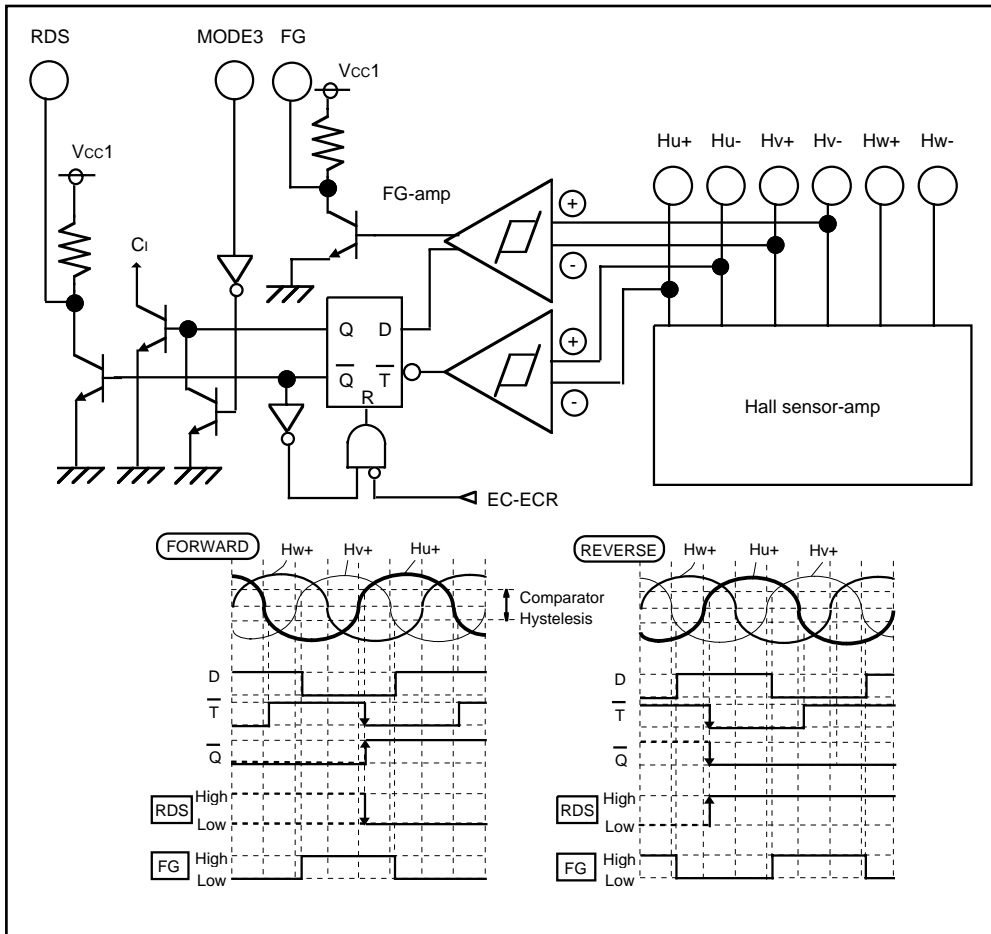 RDS MODE3 FG
Vcc1
Vcc1
Hu+ Hu- Hv+ Hv- Hw+ Hw-
FG-amp
+
-
CI
Q D
Q T
R
+
-
Hall sensor-amp
EC-ECR
FORWARD Hw+ Hv+ Hu+
Comparator
Hystelesis
D
T
Q
RDS High
Low
FG High
Low
REVERSE Hw+ Hu+ Hv+
D
T
Q
RDS High
Low
FG High
Low